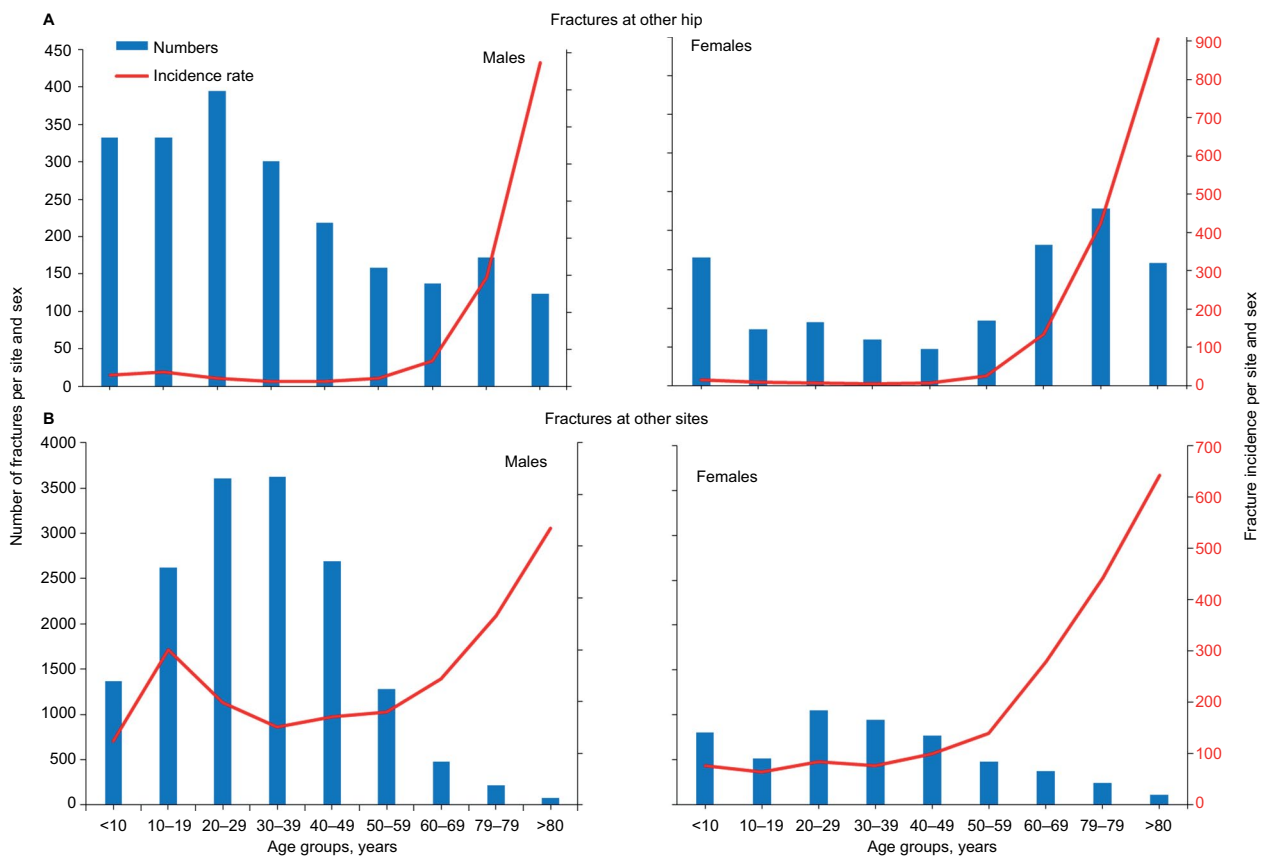 A
Fractures at other hip
Numbers
Incidence rate
Males
Females
450
400
350
300
250
200
150
100
50
0
900
800
700
600
500
400
300
200
100
0
Number of fractures per site and sex
Fracture incidence per site and sex
B
Fractures at other sites
Males
Females
4000
3500
3000
2500
2000
1500
1000
500
0
700
600
500
400
300
200
100
0
<10 10–19 20–29 30–39 40–49 50–59 60–69 79–79 >80
Age groups, years
<10 10–19 20–29 30–39 40–49 50–59 60–69 79–79 >80
Age groups, years